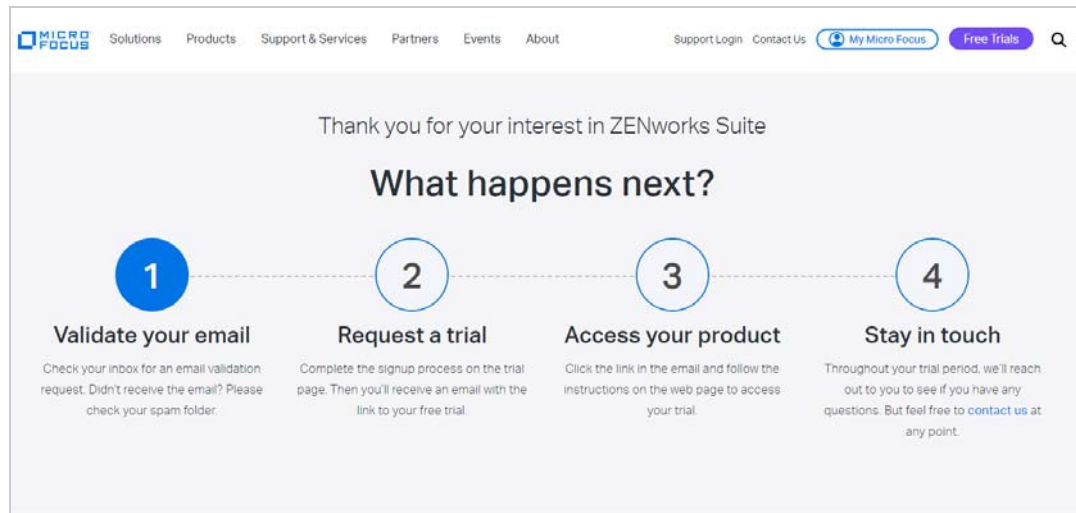 MICRO FOCUS Solutions Products Support & Services Partners Events About Support Login Contact Us My Micro Focus Free Trials
Thank you for your interest in ZENworks Suite
What happens next?
1 2 3 4
Validate your email
Check your inbox for an email validation
request. Didn't receive the email? Please
check your spam folder.
Request a trial
Complete the signup process on the trial
page. Then you'll receive an email with the
link to your free trial.
Access your product
Click the link in the email and follow the
instructions on the web page to access
your trial.
Stay in touch
Throughout your trial period, we'll reach
out to you to see if you have any
questions. But feel free to contact us at
any point.